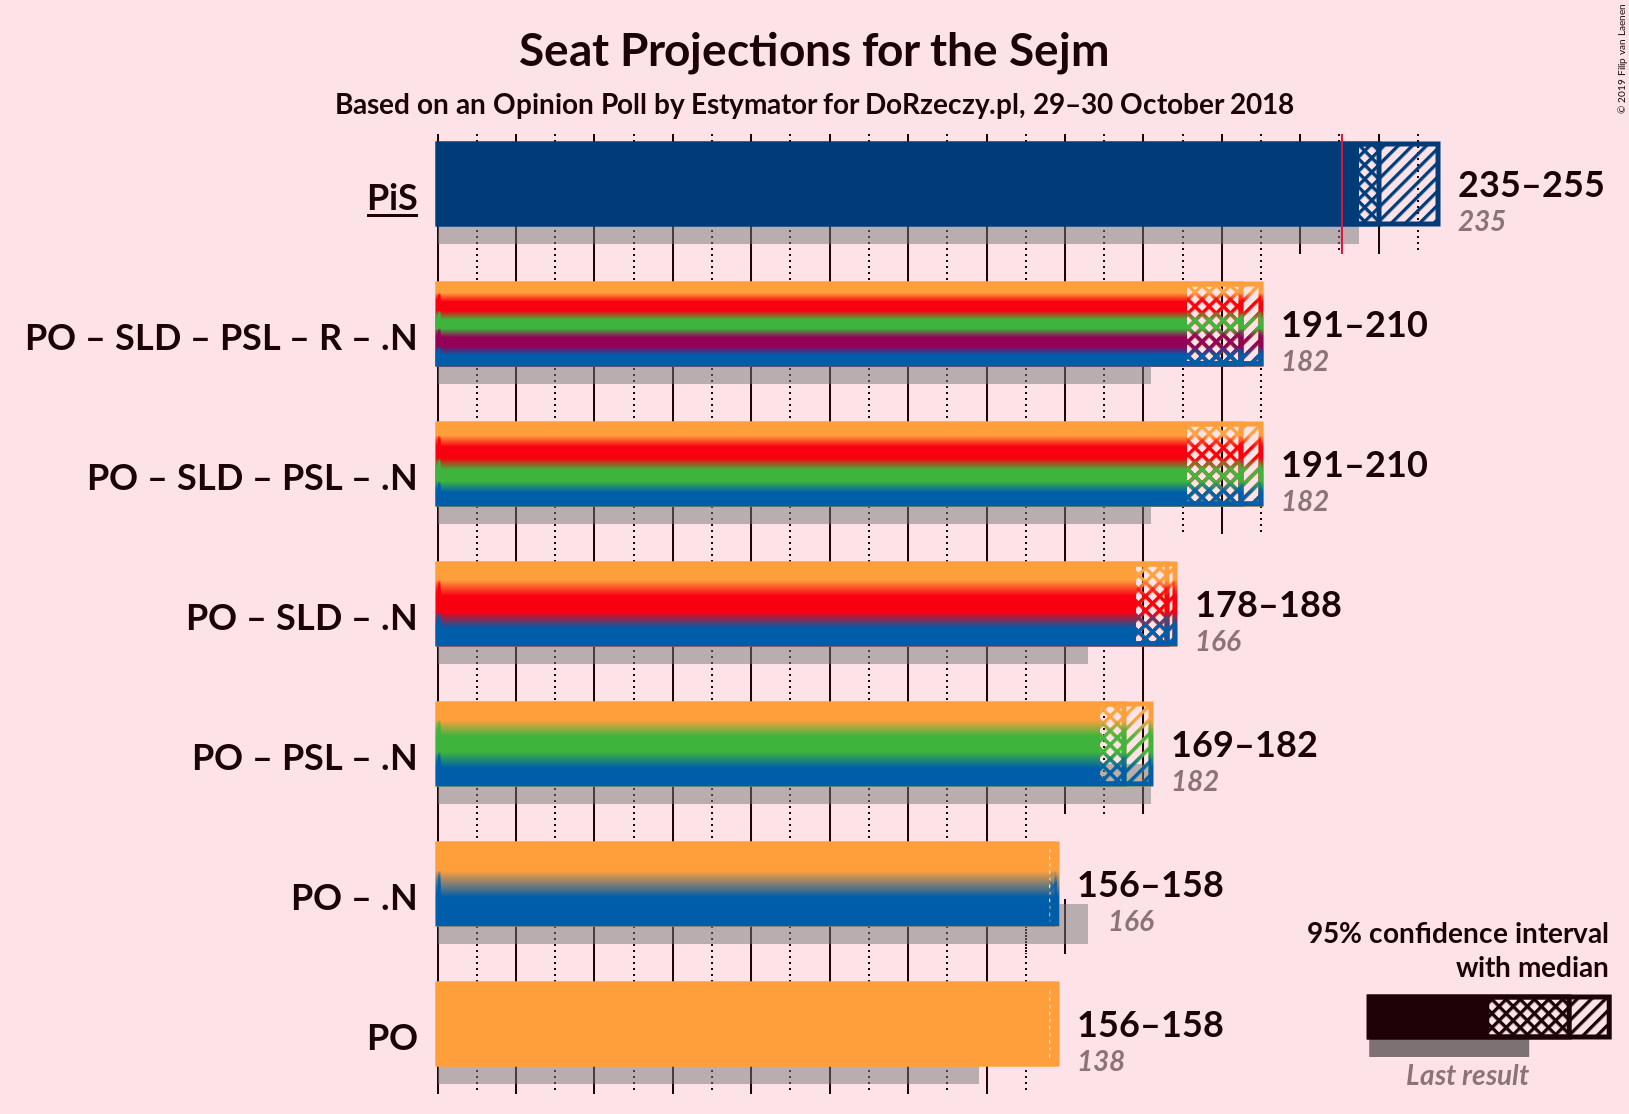 Seat Projections for the Sejm
Based on an Opinion Poll by Estymator for DoRzeczy.pl, 29–30 October 2018
© 2019 Filip van Laenen
PiS
235–255
235
PO – SLD – PSL – R – .N
191–210
182
PO – SLD – PSL – .N
191–210
182
PO – SLD – .N
178–188
166
PO – PSL – .N
169–182
182
PO – .N
156–158
166
PO
156–158
138
95% confidence interval
with median
Last result